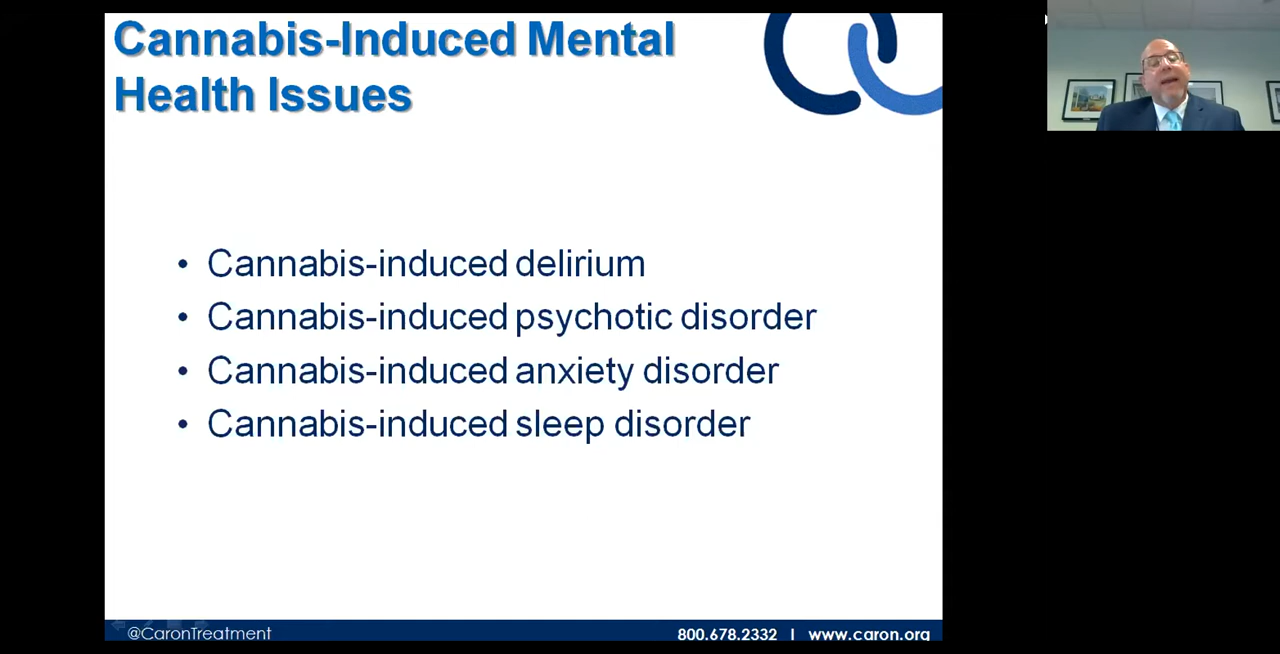 Cannabis-Induced Mental
Health Issues
• Cannabis-induced delirium
• Cannabis-induced psychotic disorder
• Cannabis-induced anxiety disorder
• Cannabis-induced sleep disorder
@CaronTreatment
800.678.2332 | www.caron.org